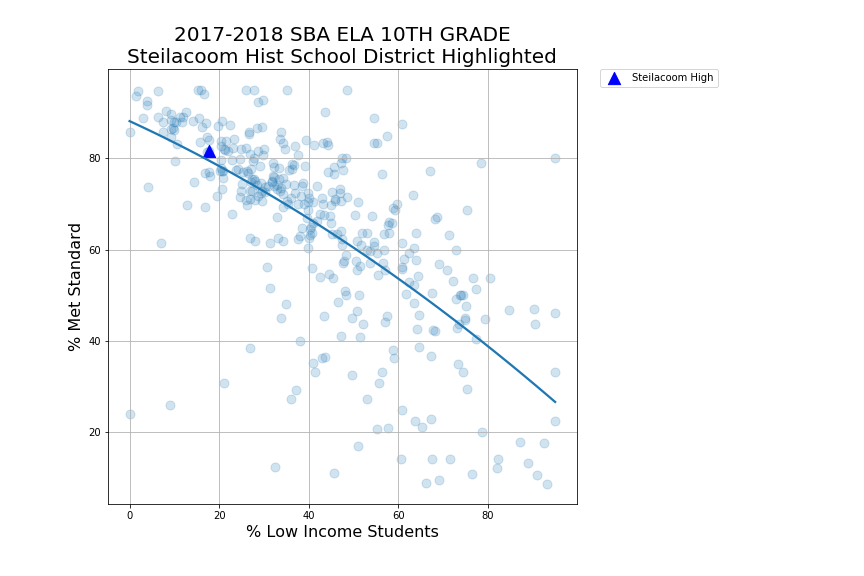 2017-2018 SBA ELA 10TH GRADE
Steilacoom Hist School District Highlighted
Steilacoom High
% Met Standard
80
60
40
20
0 20 40 60 80
% Low Income Students